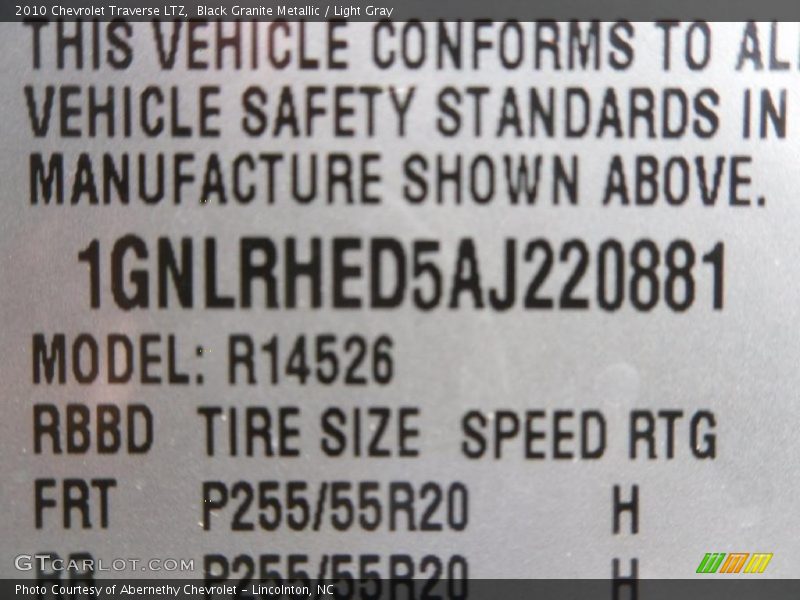 2010 Chevrolet Traverse LTZ, Black Granite Metallic / Light Gray
THIS VEHICLE CONFORMS TO AL
VEHICLE SAFETY STANDARDS IN
MANUFACTURE SHOWN ABOVE.
1GNLRHED5AJ220881
MODEL: R14526
RBBD TIRE SIZE SPEED RTG
FRT P255/55R20 H
RR P255/55R20 H
GTCARLOT.COM
Photo Courtesy of Abernethy Chevrolet - Lincolnton, NC